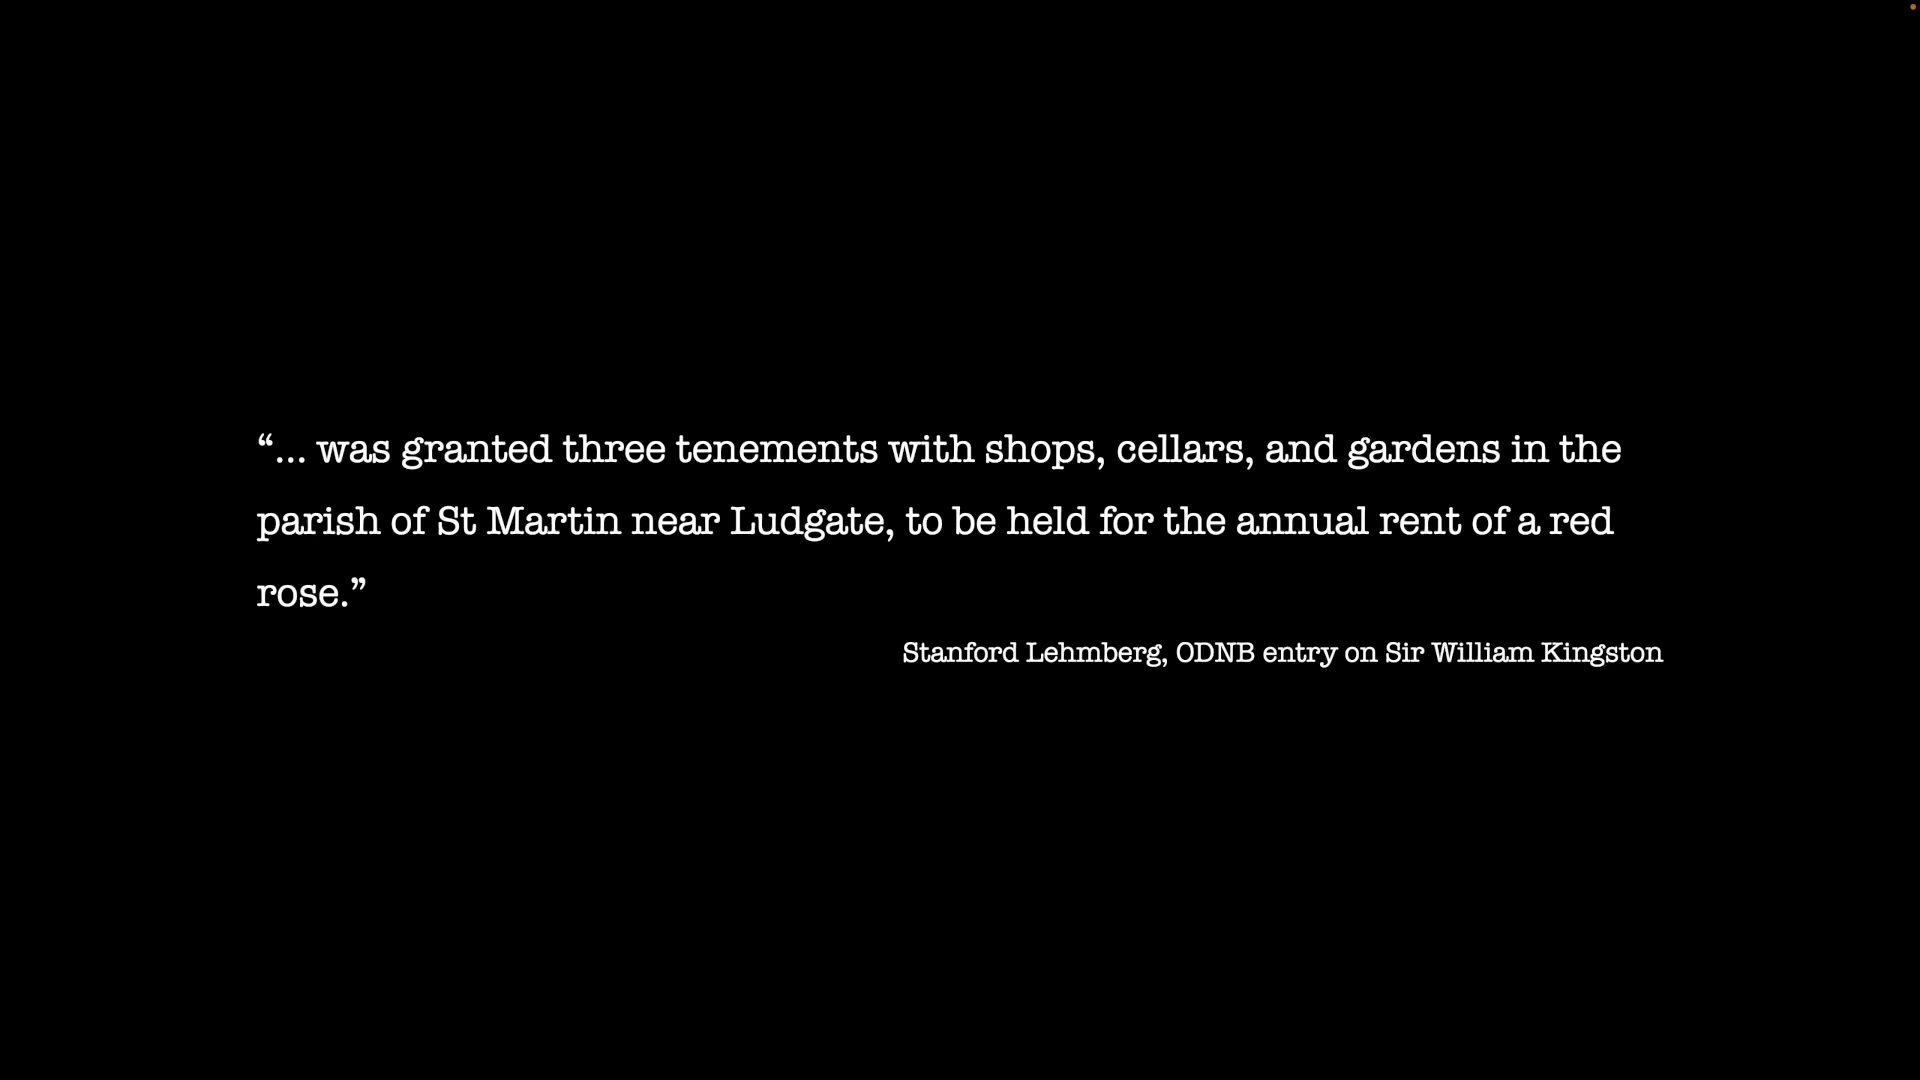 “... was granted three tenements with shops, cellars, and gardens in the
parish of St Martin near Ludgate, to be held for the annual rent of a red
rose.”
Stanford Lehmberg, ODNB entry on Sir William Kingston